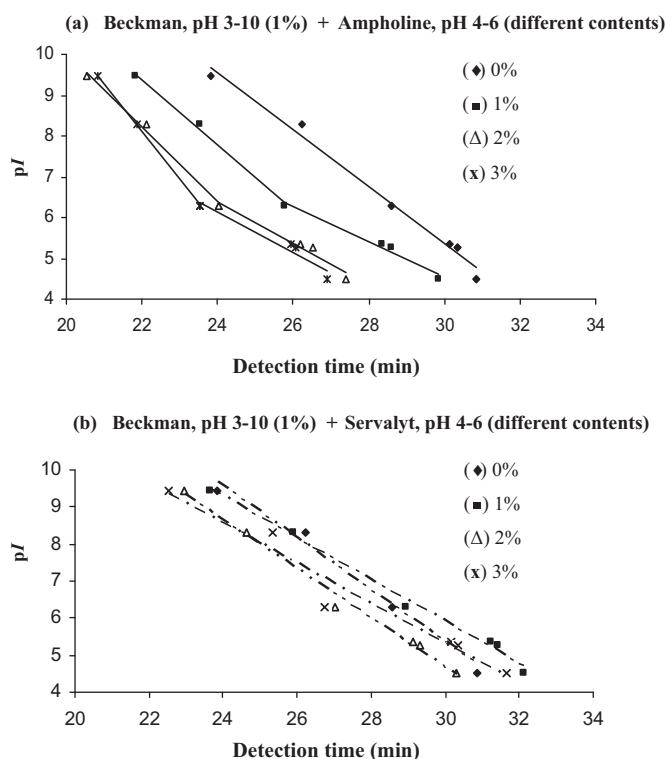 (a) Beckman, pH 3-10 (1%) + Ampholine, pH 4-6 (different contents)
10
9
8
7
6
5
4
pI
20 22 24 26 28 30 32 34
Detection time (min)
(◆) 0%
(■) 1%
(Δ) 2%
(x) 3%
(b) Beckman, pH 3-10 (1%) + Servalyt, pH 4-6 (different contents)
10
9
8
7
6
5
4
pI
20 22 24 26 28 30 32 34
Detection time (min)
(◆) 0%
(■) 1%
(Δ) 2%
(x) 3%